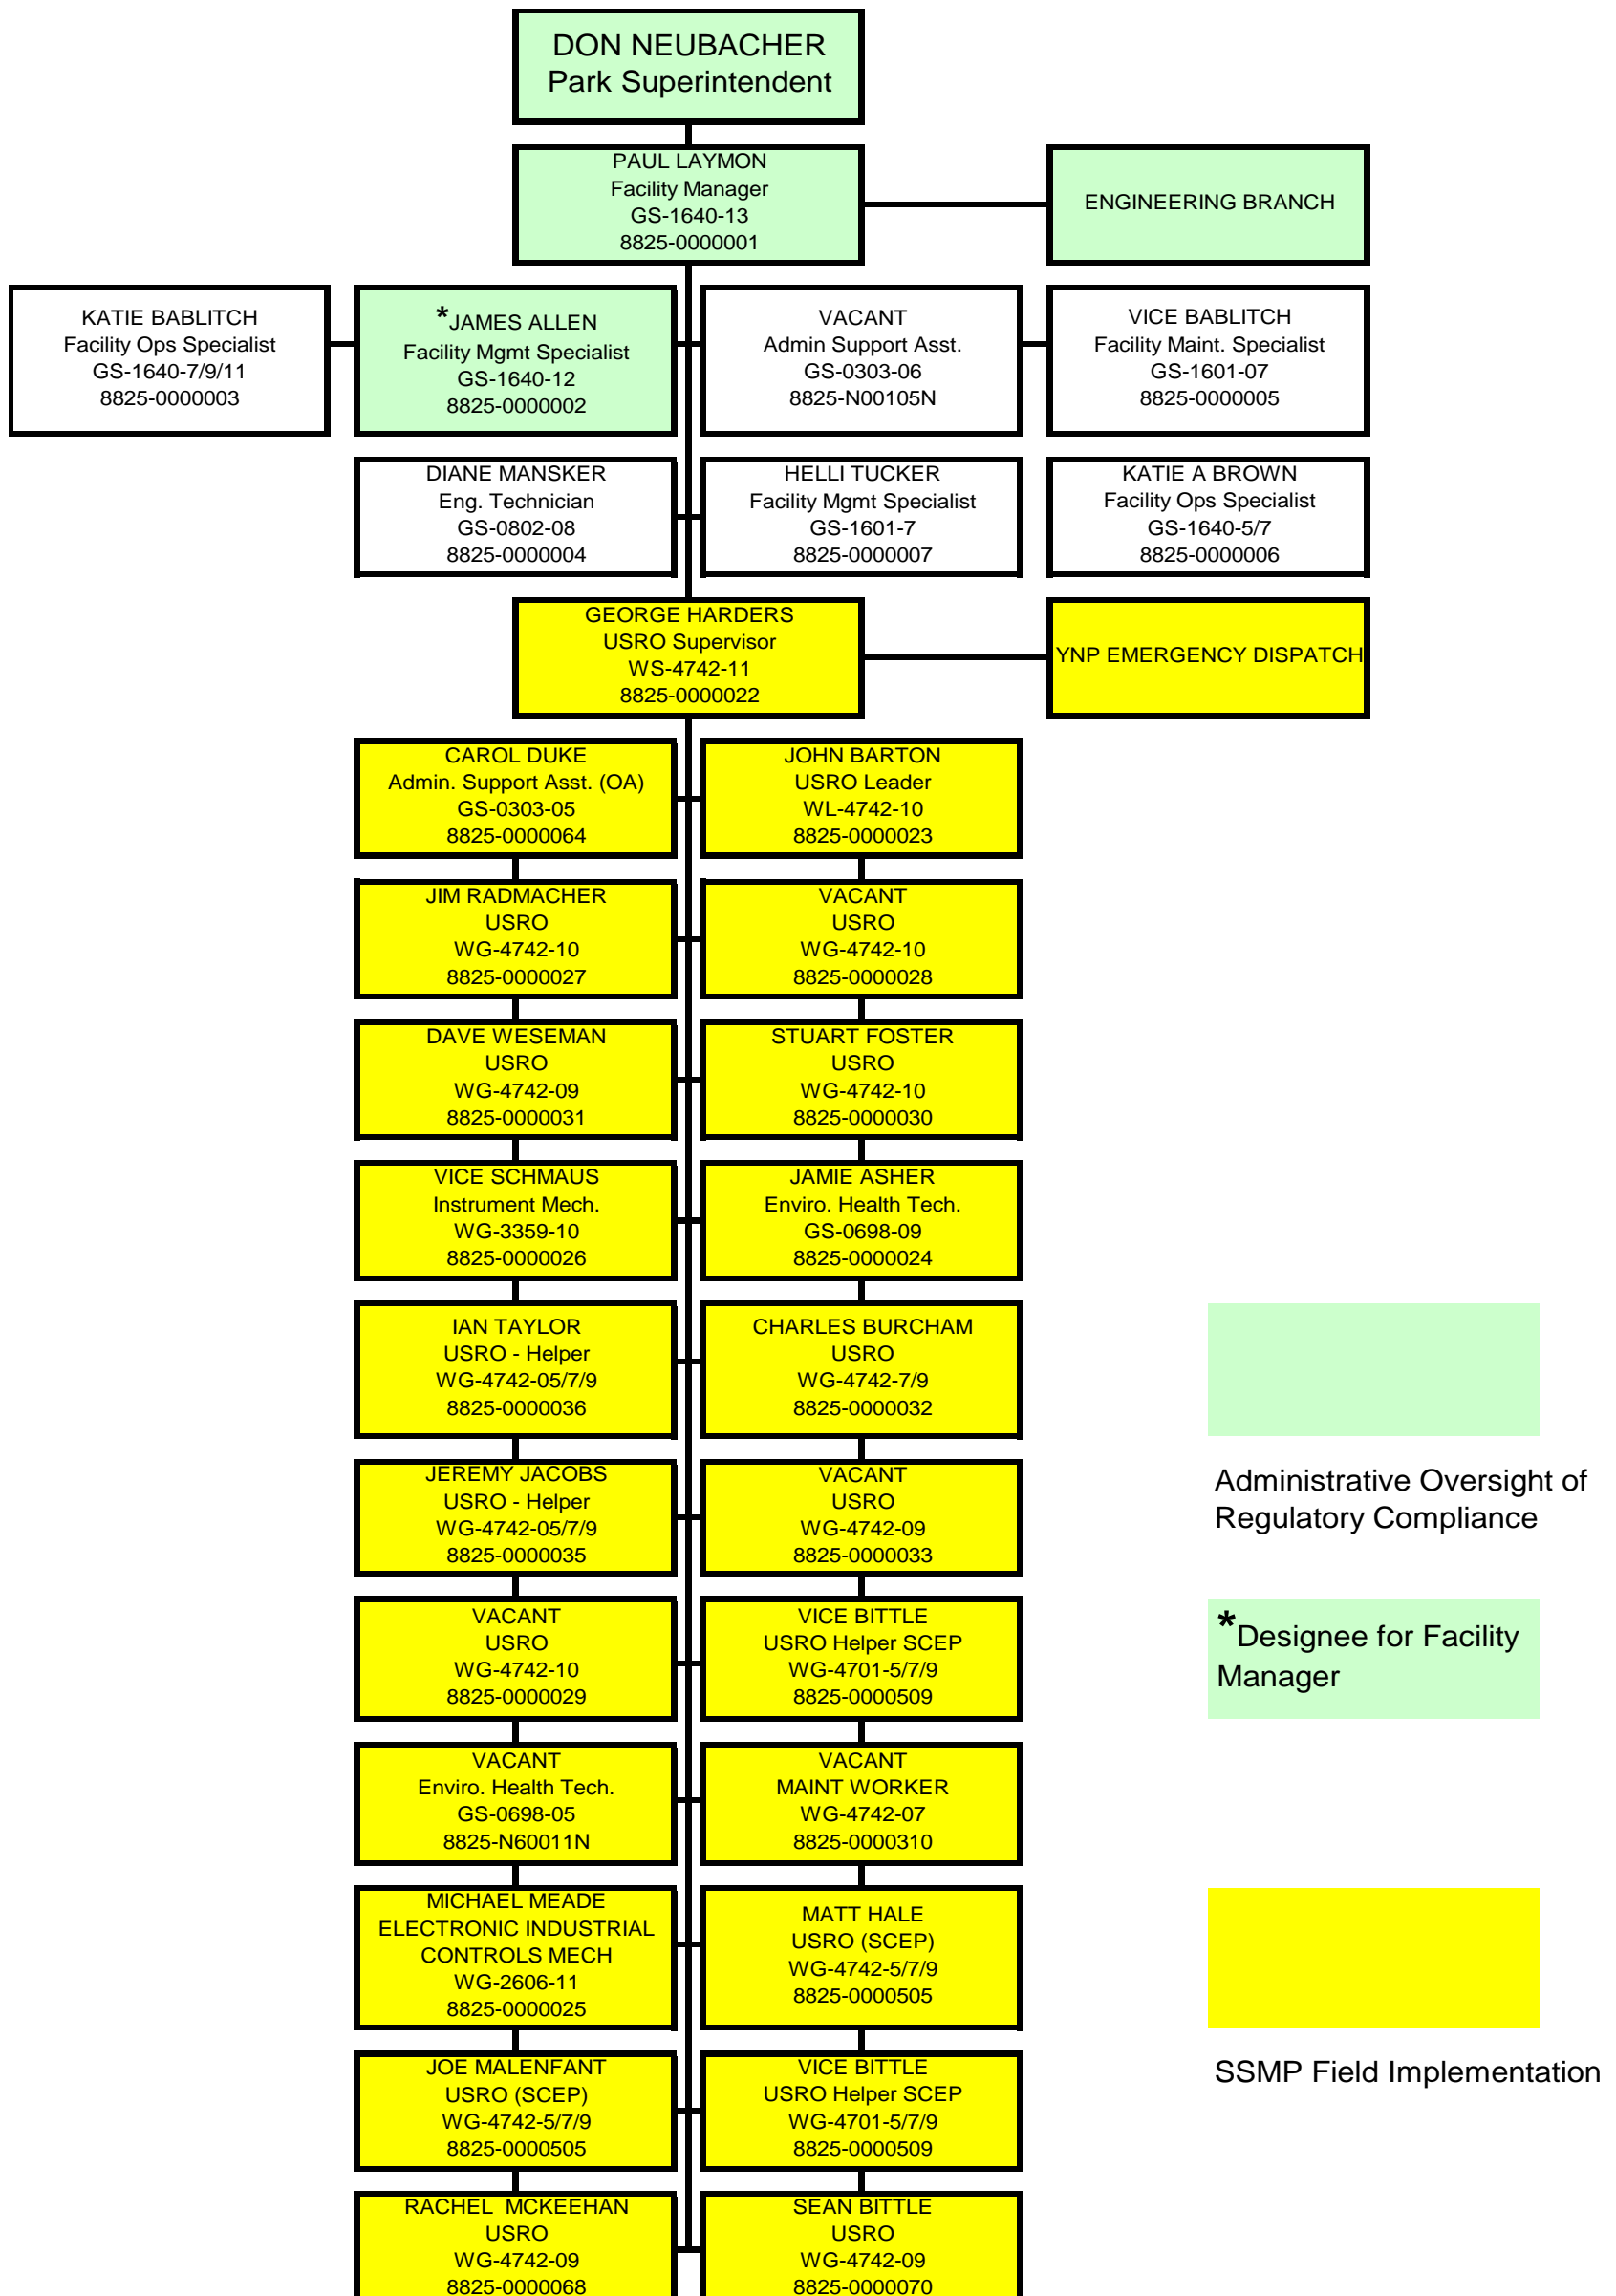 DON NEUBACHER
Park Superintendent
PAUL LAYMON
Facility Manager
GS-1640-13
8825-0000001
ENGINEERING BRANCH
KATIE BABLITCH
Facility Ops Specialist
GS-1640-7/9/11
8825-0000003
*JAMES ALLEN
Facility Mgmt Specialist
GS-1640-12
8825-0000002
VACANT
Admin Support Asst.
GS-0303-06
8825-N00105N
VICE BABLITCH
Facility Maint. Specialist
GS-1601-07
8825-0000005
DIANE MANSKER
Eng. Technician
GS-0802-08
8825-0000004
HELLI TUCKER
Facility Mgmt Specialist
GS-1601-7
8825-0000007
KATIE A BROWN
Facility Ops Specialist
GS-1640-5/7
8825-0000006
GEORGE HARDERS
USRO Supervisor
WS-4742-11
8825-0000022
YNP EMERGENCY DISPATCH
CAROL DUKE
Admin. Support Asst. (OA)
GS-0303-05
8825-0000064
JOHN BARTON
USRO Leader
WL-4742-10
8825-0000023
JIM RADMACHER
USRO
WG-4742-10
8825-0000027
VACANT
USRO
WG-4742-10
8825-0000028
DAVE WESEMAN
USRO
WG-4742-09
8825-0000031
STUART FOSTER
USRO
WG-4742-10
8825-0000030
VICE SCHMAUS
Instrument Mech.
WG-3359-10
8825-0000026
JAMIE ASHER
Enviro. Health Tech.
GS-0698-09
8825-0000024
IAN TAYLOR
USRO - Helper
WG-4742-05/7/9
8825-0000036
CHARLES BURCHAM
USRO
WG-4742-7/9
8825-0000032
JEREMY JACOBS
USRO - Helper
WG-4742-05/7/9
8825-0000035
VACANT
USRO
WG-4742-09
8825-0000033
VACANT
USRO
WG-4742-10
8825-0000029
VICE BITTLE
USRO Helper SCEP
WG-4701-5/7/9
8825-0000509
VACANT
Enviro. Health Tech.
GS-0698-05
8825-N60011N
VACANT
MAINT WORKER
WG-4742-07
8825-0000310
MICHAEL MEADE
ELECTRONIC INDUSTRIAL
CONTROLS MECH
WG-2606-11
8825-0000025
MATT HALE
USRO (SCEP)
WG-4742-5/7/9
8825-0000505
JOE MALENFANT
USRO (SCEP)
WG-4742-5/7/9
8825-0000505
VICE BITTLE
USRO Helper SCEP
WG-4701-5/7/9
8825-0000509
RACHEL MCKEEHAN
USRO
WG-4742-09
8825-0000068
SEAN BITTLE
USRO
WG-4742-09
8825-0000070
Administrative Oversight of
Regulatory Compliance
*Designee for Facility
Manager
SSMP Field Implementation